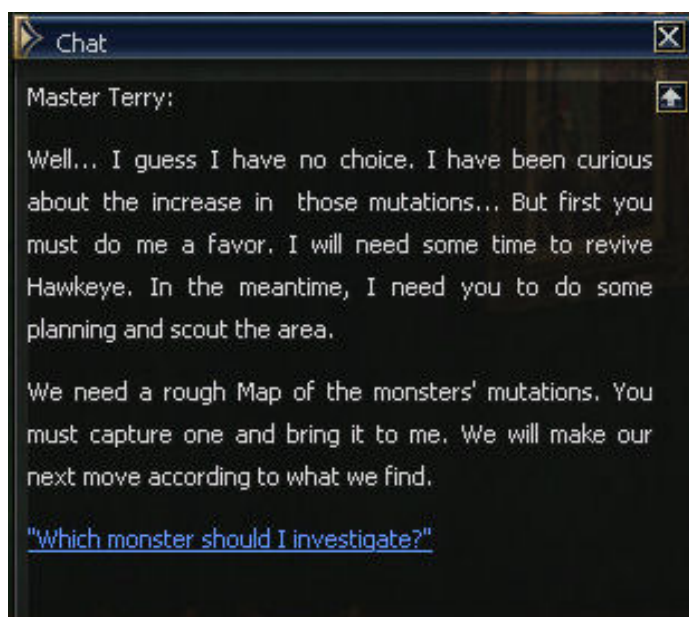 Chat
Master Terry:
Well... I guess I have no choice. I have been curious
about the increase in those mutations... But first you
must do me a favor. I will need some time to revive
Hawkeye. In the meantime, I need you to do some
planning and scout the area.
We need a rough Map of the monsters' mutations. You
must capture one and bring it to me. We will make our
next move according to what we find.
"Which monster should I investigate?"